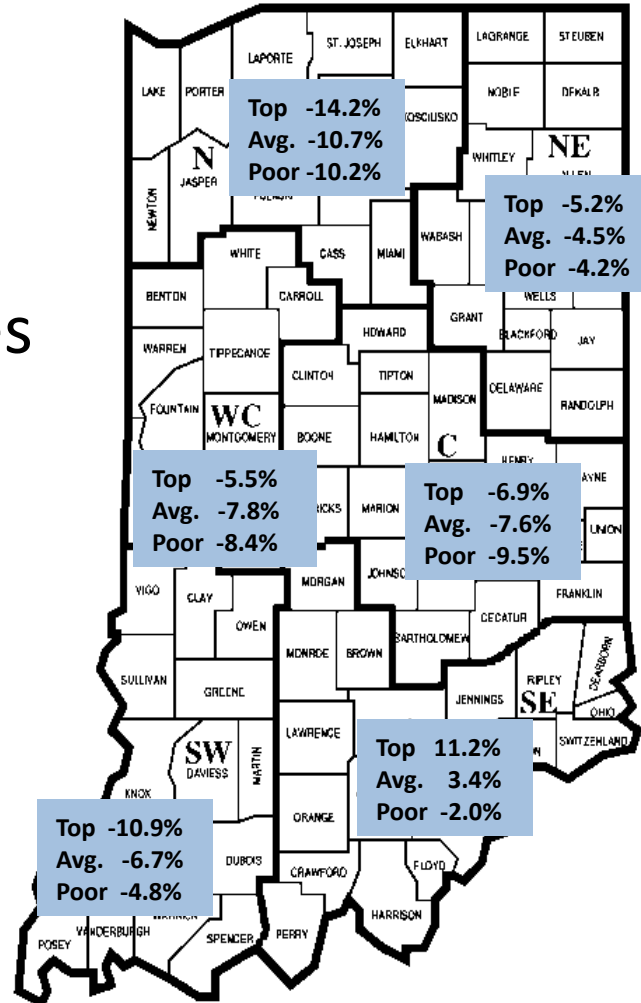 ST. JOSEPH
ELKHART
LAGRANGE
STEUBEN
LAPORTE
LAKE
PORTER
NOBLE
DEKALB
Top -14.2%
Avg. -10.7%
Poor -10.2%
N
JASPER
NEWTON
WHITLEY
NE
Top -5.2%
Avg. -4.5%
Poor -4.2%
WABASH
MIAMI
CASS
WHITE
CARROLL
BENTON
WELLS
GRANT
BLACKFORD
JAY
s
HOWARD
WARREN
TIPPECANOE
CLINTON
TIPTON
MADISON
DELAWARE
RANDOLPH
FOUNTAIN
WC
MONTGOMERY
BOONE
HAMILTON
C
HENRY
Top -5.5%
Avg. -7.8%
Poor -8.4%
RICKS
MARION
Top -6.9%
Avg. -7.6%
Poor -9.5%
AYNE
UNION
VIGO
CLAY
OWEN
MORGAN
JOHNSO
FRANKLIN
DECATUR
BARTHOLOMEW
MONROE
BROWN
SULLIVAN
GREENE
JENNINGS
RIPLEY
SE
DEARBORN
OHIO
SWITZERLAND
LAWRENCE
SW
DAVIESS
MARTIN
KNOX
Top 11.2%
Avg. 3.4%
Poor -2.0%
ON
ORANGE
Top -10.9%
Avg. -6.7%
Poor -4.8%
DUBOIS
CRAWFORD
FLOYD
HARRISON
PERRY
SPENCER
VANDERBURGH
POSEY